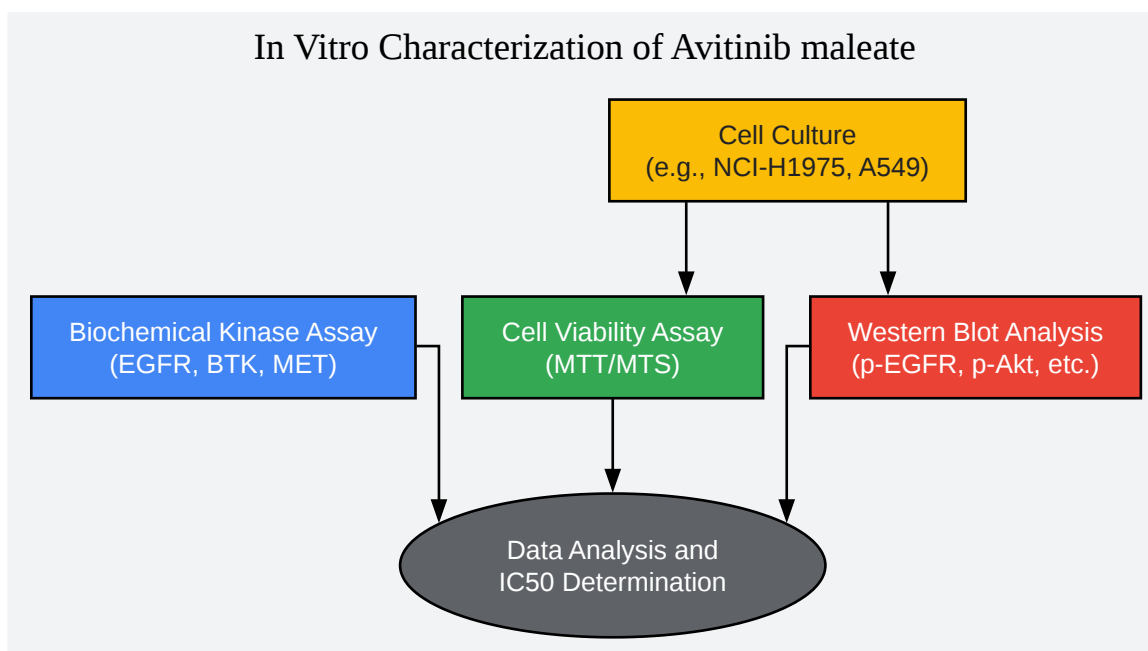 In Vitro Characterization of Avitinib maleate
Cell Culture
(e.g., NCI-H1975, A549)
Biochemical Kinase Assay
(EGFR, BTK, MET)
Cell Viability Assay
(MTT/MTS)
Western Blot Analysis
(p-EGFR, p-Akt, etc.)
Data Analysis and
IC50 Determination